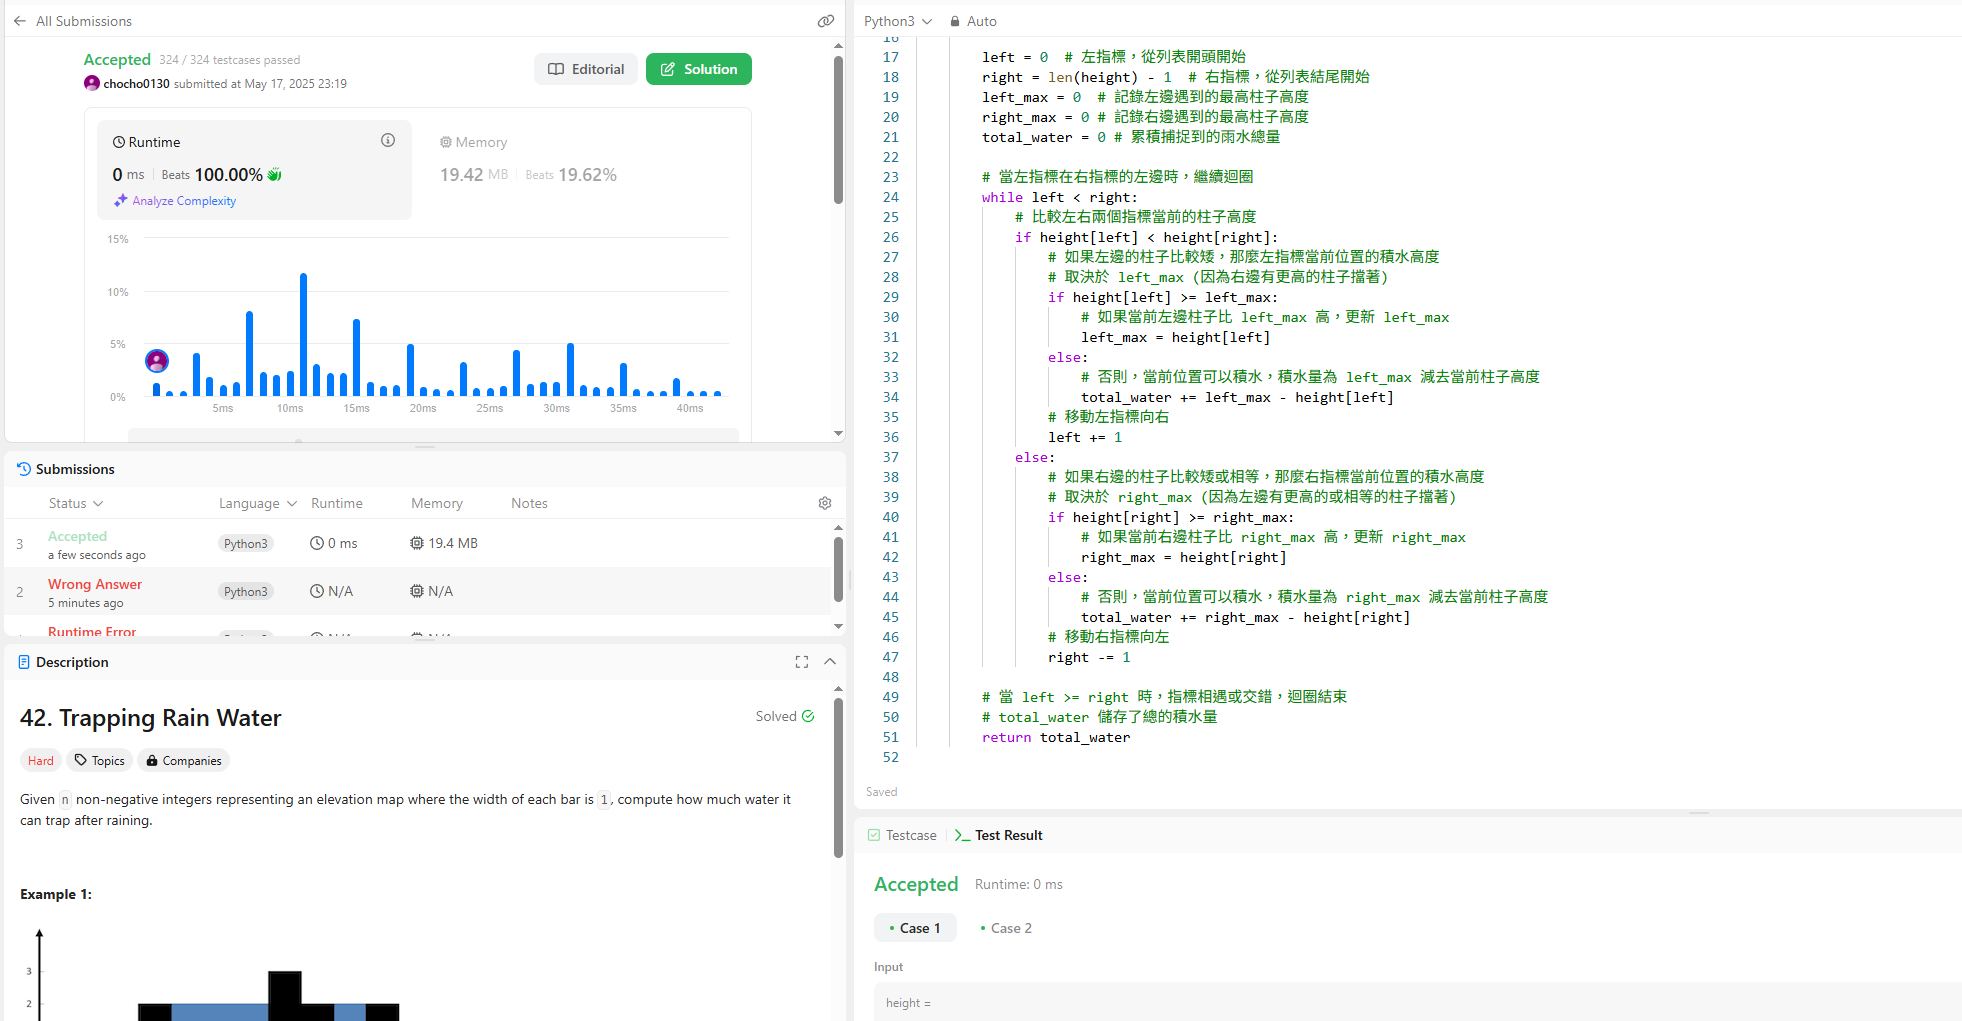 All Submissions
Accepted 324 / 324 testcases passed
chocho0130 submitted at May 17, 2025 23:19
Editorial
Solution
Runtime
0 ms Beats 100.00%
Analyze Complexity
Memory
19.42 MB Beats 19.62%
15%
10%
5%
0%
5ms 10ms 15ms 20ms 25ms 30ms 35ms 40ms
Submissions
Status Language Runtime Memory Notes
3 Accepted Python3 0 ms 19.4 MB
a few seconds ago
2 Wrong Answer Python3 N/A N/A
5 minutes ago
Runtime Error
Description
42. Trapping Rain Water
Solved
Hard Topics Companies
Given n non-negative integers representing an elevation map where the width of each bar is 1, compute how much water it
can trap after raining.
Example 1:
3
2
Python3 Auto
16
17 left = 0  # 左指標，從列表開頭開始
18 right = len(height) - 1  # 右指標，從列表結尾開始
19 left_max = 0  # 記錄左邊遇到的最高柱子高度
20 right_max = 0 # 記錄右邊遇到的最高柱子高度
21 total_water = 0 # 累積捕捉到的雨水總量
22
23 # 當左指標在右指標的左邊時，繼續迴圈
24 while left < right:
25 # 比較左右兩個指標當前的柱子高度
26 if height[left] < height[right]:
27 # 如果左邊的柱子比較矮，那麼左指標當前位置的積水高度
28 # 取決於 left_max (因為右邊有更高的柱子擋著)
29 if height[left] >= left_max:
30 # 如果當前左邊柱子比 left_max 高，更新 left_max
31 left_max = height[left]
32 else:
33 # 否則，當前位置可以積水，積水量為 left_max 減去當前柱子高度
34 total_water += left_max - height[left]
35 # 移動左指標向右
36 left += 1
37 else:
38 # 如果右邊的柱子比較矮或相等，那麼右指標當前位置的積水高度
39 # 取決於 right_max (因為左邊有更高的或相等的柱子擋著)
40 if height[right] >= right_max:
41 # 如果當前右邊柱子比 right_max 高，更新 right_max
42 right_max = height[right]
43 else:
44 # 否則，當前位置可以積水，積水量為 right_max 減去當前柱子高度
45 total_water += right_max - height[right]
46 # 移動右指標向左
47 right -= 1
48
49 # 當 left >= right 時，指標相遇或交錯，迴圈結束
50 # total_water 儲存了總的積水量
51 return total_water
52
Saved
Testcase Test Result
Accepted Runtime: 0 ms
Case 1 Case 2
Input
height =